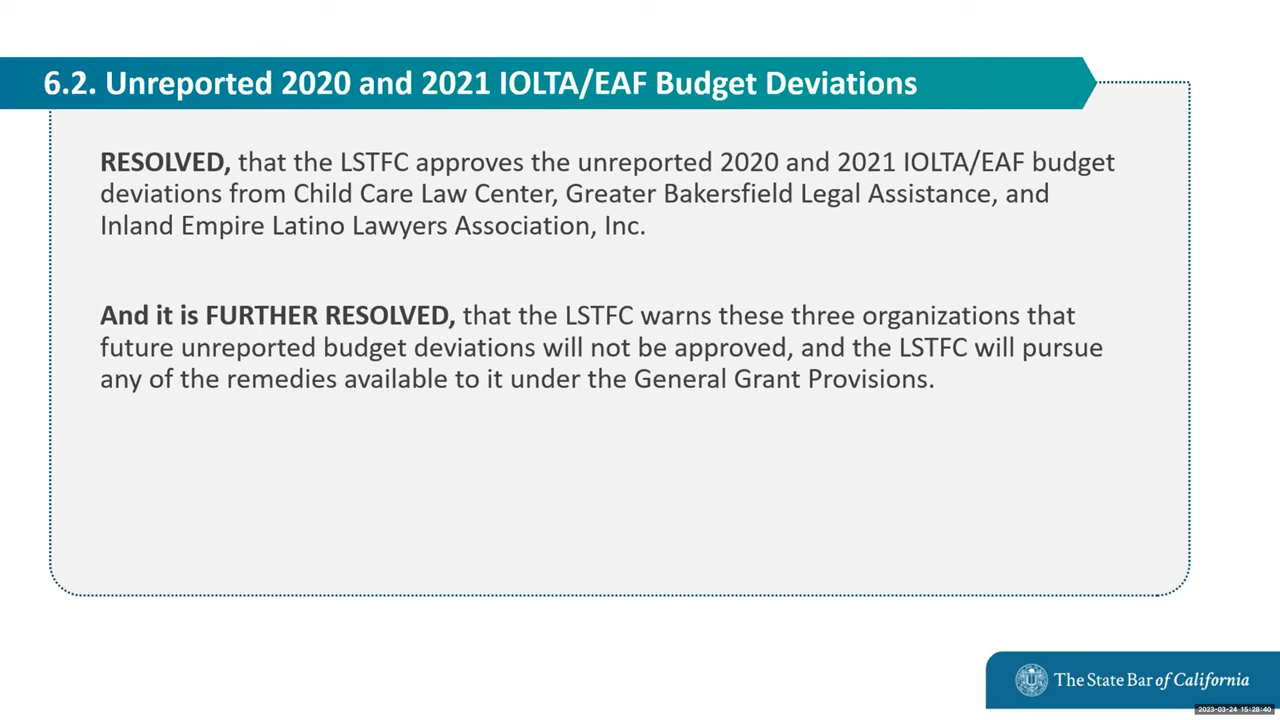 6.2. Unreported 2020 and 2021 IOLTA/EAF Budget Deviations
RESOLVED, that the LSTFC approves the unreported 2020 and 2021 IOLTA/EAF budget
deviations from Child Care Law Center, Greater Bakersfield Legal Assistance, and
Inland Empire Latino Lawyers Association, Inc.
And it is FURTHER RESOLVED, that the LSTFC warns these three organizations that
future unreported budget deviations will not be approved, and the LSTFC will pursue
any of the remedies available to it under the General Grant Provisions.
The State Bar of California
2023-03-24 15:28:40